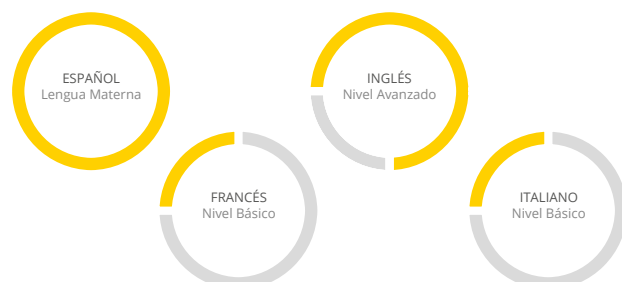 ESPAÑOL
Lengua Materna
INGLÉS
Nivel Avanzado
FRANCÉS
Nivel Básico
ITALIANO
Nivel Básico